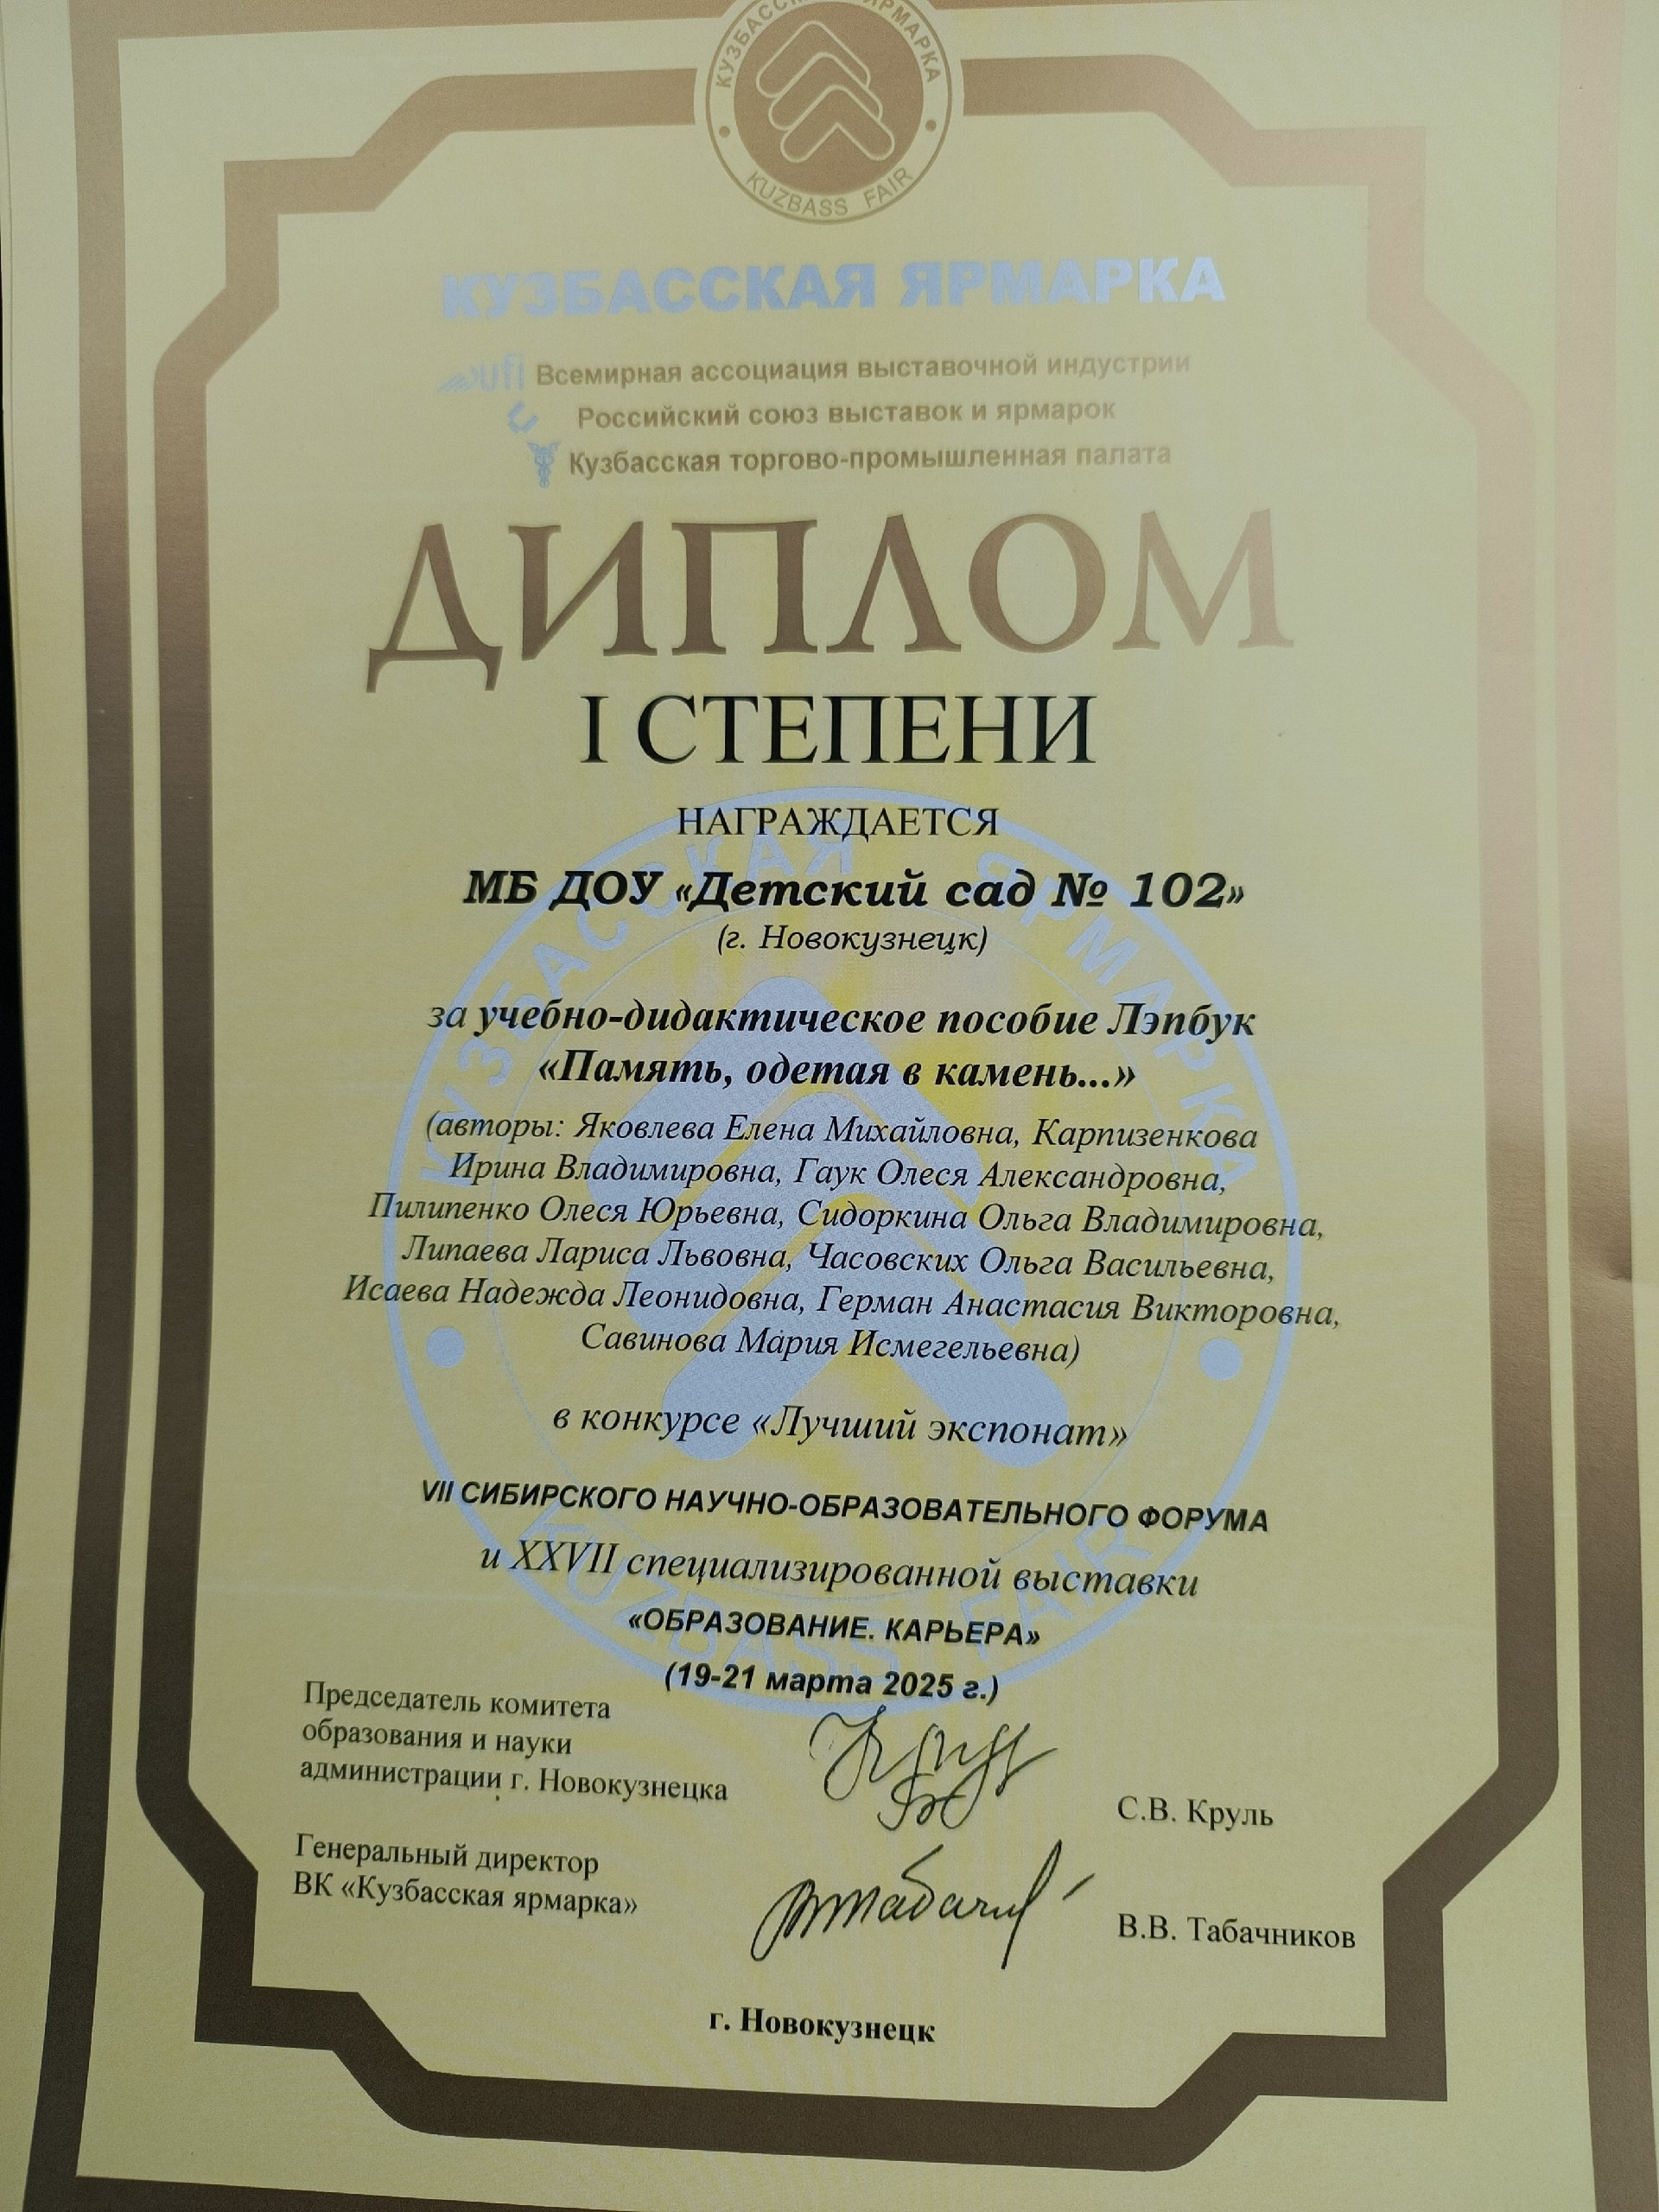 КУЗБАССКАЯ ЯРМАРКА
KUZBASS FAIR
КУЗБАССКАЯ ЯРМАРКА
ufi Всемирная ассоциация выставочной индустрии
Российский союз выставок и ярмарок
Кузбасская торгово-промышленная палата
ДИПЛОМ
I СТЕПЕНИ
НАГРАЖДАЕТСЯ
МБ ДОУ «Детский сад № 102»
(г. Новокузнецк)
за учебно-дидактическое пособие Лэпбук
«Память, одетая в камень...»
(авторы: Яковлева Елена Михайловна, Карпизенкова
Ирина Владимировна, Гаук Олеся Александровна,
Пилипенко Олеся Юрьевна, Сидоркина Ольга Владимировна,
Липаева Лариса Львовна, Часовских Ольга Васильевна,
Исаева Надежда Леонидовна, Герман Анастасия Викторовна,
Савинова Мария Исмегельевна)
в конкурсе «Лучший экспонат»
VII СИБИРСКОГО НАУЧНО-ОБРАЗОВАТЕЛЬНОГО ФОРУМА
и XXVII специализированной выставки
«ОБРАЗОВАНИЕ. КАРЬЕРА»
(19-21 марта 2025 г.)
Председатель комитета
образования и науки
администрации г. Новокузнецка
С.В. Круль
Генеральный директор
ВК «Кузбасская ярмарка»
В.В. Табачников
г. Новокузнецк
КУЗБАССКАЯ ЯРМАРКА
KUZBASS FAIR